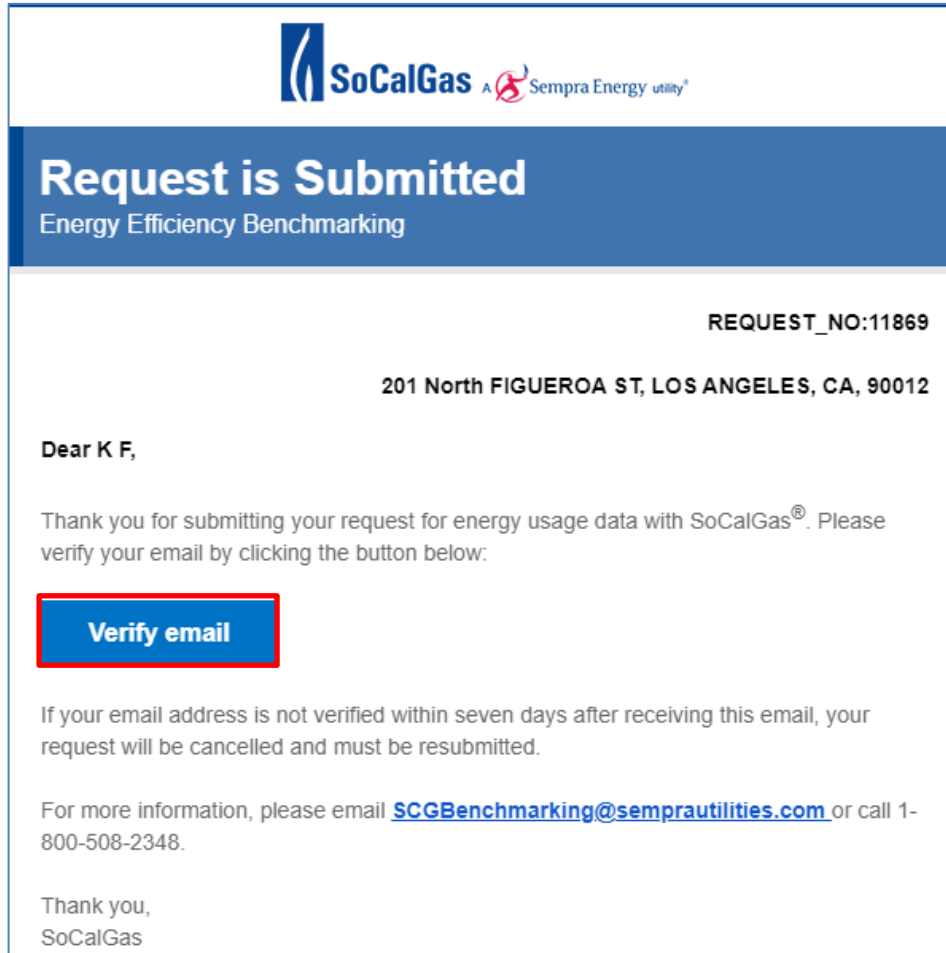 SoCalGas A Sempra Energy utility®
Request is Submitted
Energy Efficiency Benchmarking
REQUEST_NO:11869
201 North FIGUEROA ST, LOS ANGELES, CA, 90012
Dear K F,
Thank you for submitting your request for energy usage data with SoCalGas®. Please
verify your email by clicking the button below:
Verify email
If your email address is not verified within seven days after receiving this email, your
request will be cancelled and must be resubmitted.
For more information, please email SCGBenchmarking@semprautilities.com or call 1-
800-508-2348.
Thank you,
SoCalGas